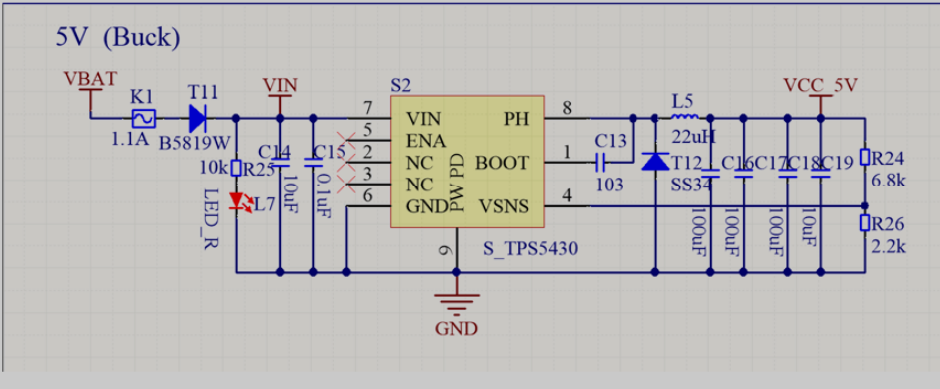 5V (Buck)
VBAT
K1
1.1A
T11
B5819W
VIN
10k
R25
LED_R
L7
C14
10uF
C15
0.1uF
S2
7
5
2
3
6
VIN
ENA
NC
NC
GND
PW PD
PH
BOOT
VSNS
8
1
4
9
S_TPS5430
GND
C13
103
L5
22uH
T12
SS34
C16
100uF
C17
100uF
C18
100uF
C19
10uF
VCC_5V
R24
6.8k
R26
2.2k